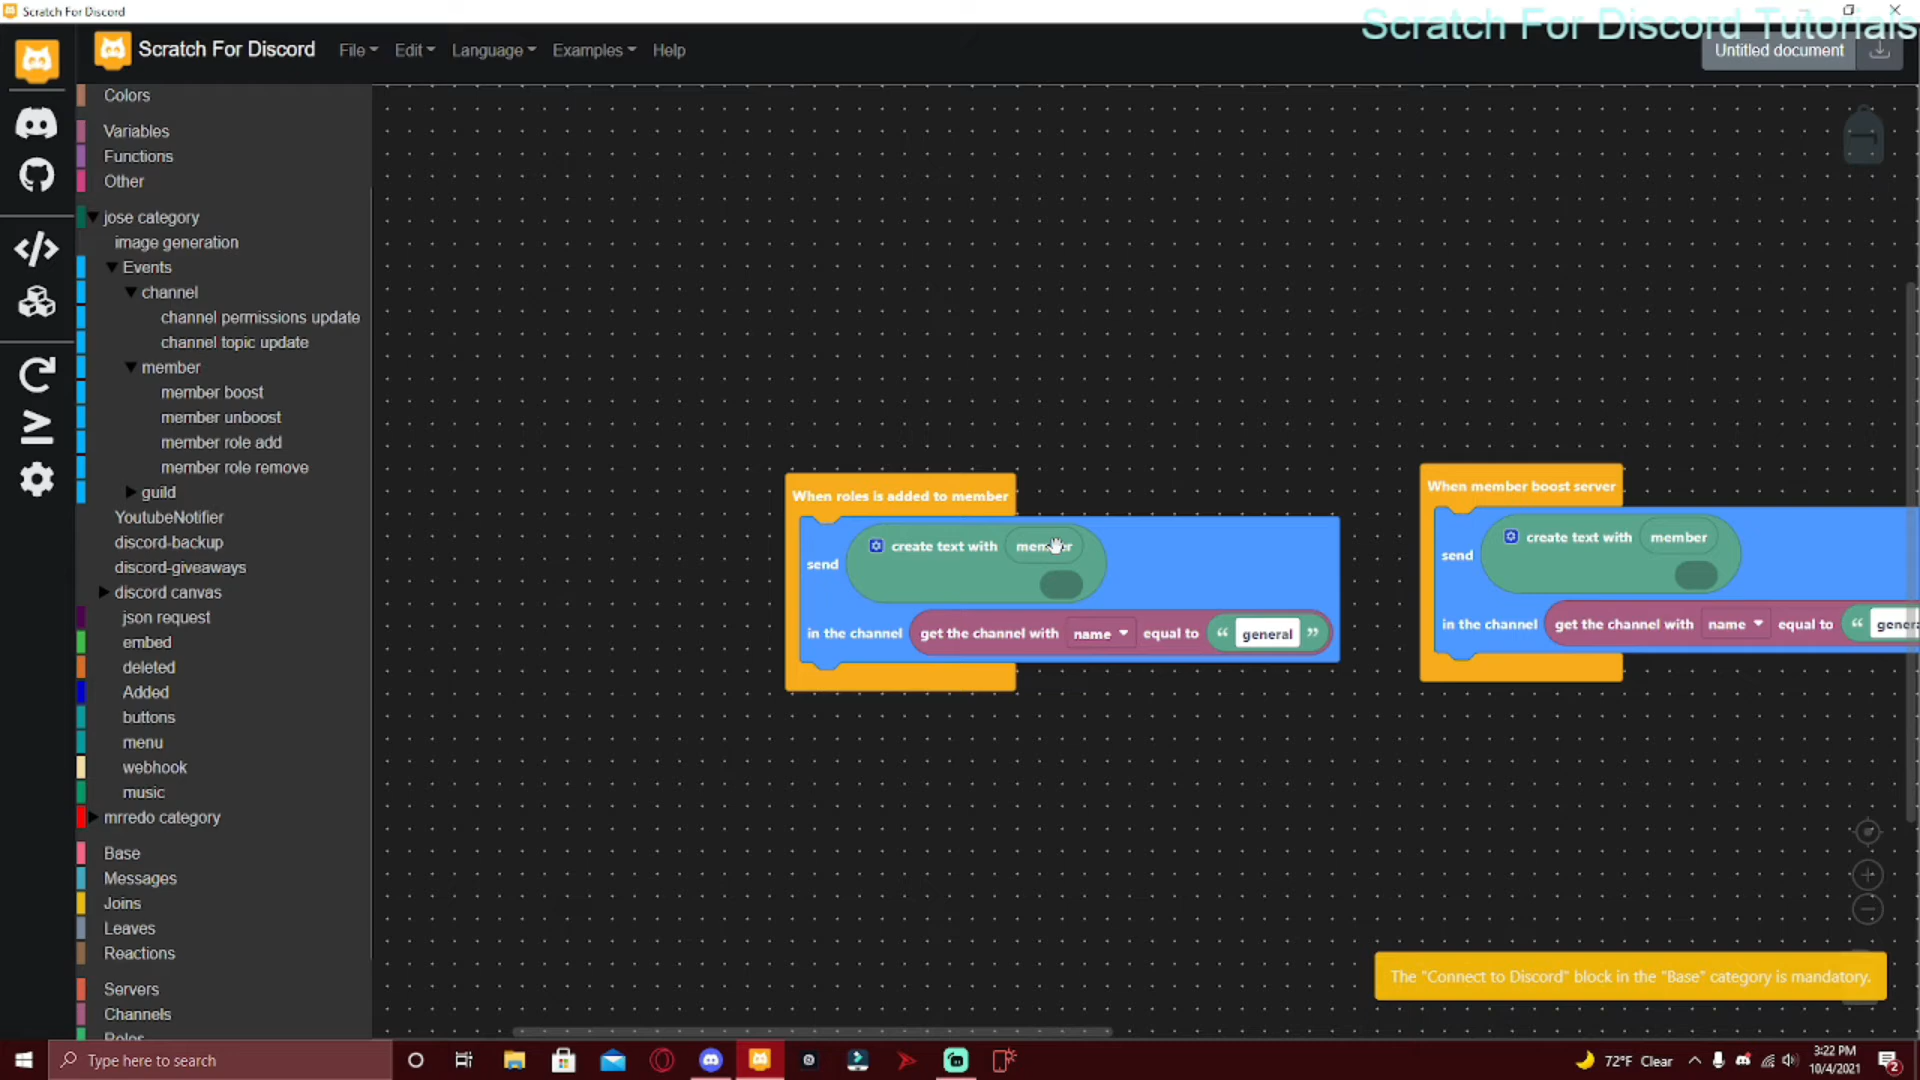 Scratch For Discord
Scratch For Discord Tutorials
Scratch For Discord
File
Edit
Language
Examples
Help
Untitled document
Colors
Variables
Functions
Other
jose category
image generation
Events
channel
channel permissions update
channel topic update
member
member boost
member unboost
member role add
member role remove
guild
YoutubeNotifier
discord-backup
discord-giveaways
discord canvas
json request
embed
deleted
Added
buttons
menu
webhook
music
mrredo category
Base
Messages
Joins
Leaves
Reactions
Servers
Channels
Roles
When roles is added to member
send create text with member
in the channel get the channel with name equal to “ general ”
When member boost server
send create text with member
in the channel get the channel with name equal to “ genera
The "Connect to Discord" block in the "Base" category is mandatory.
Type here to search
72°F Clear
3:22 PM
10/4/2021
2